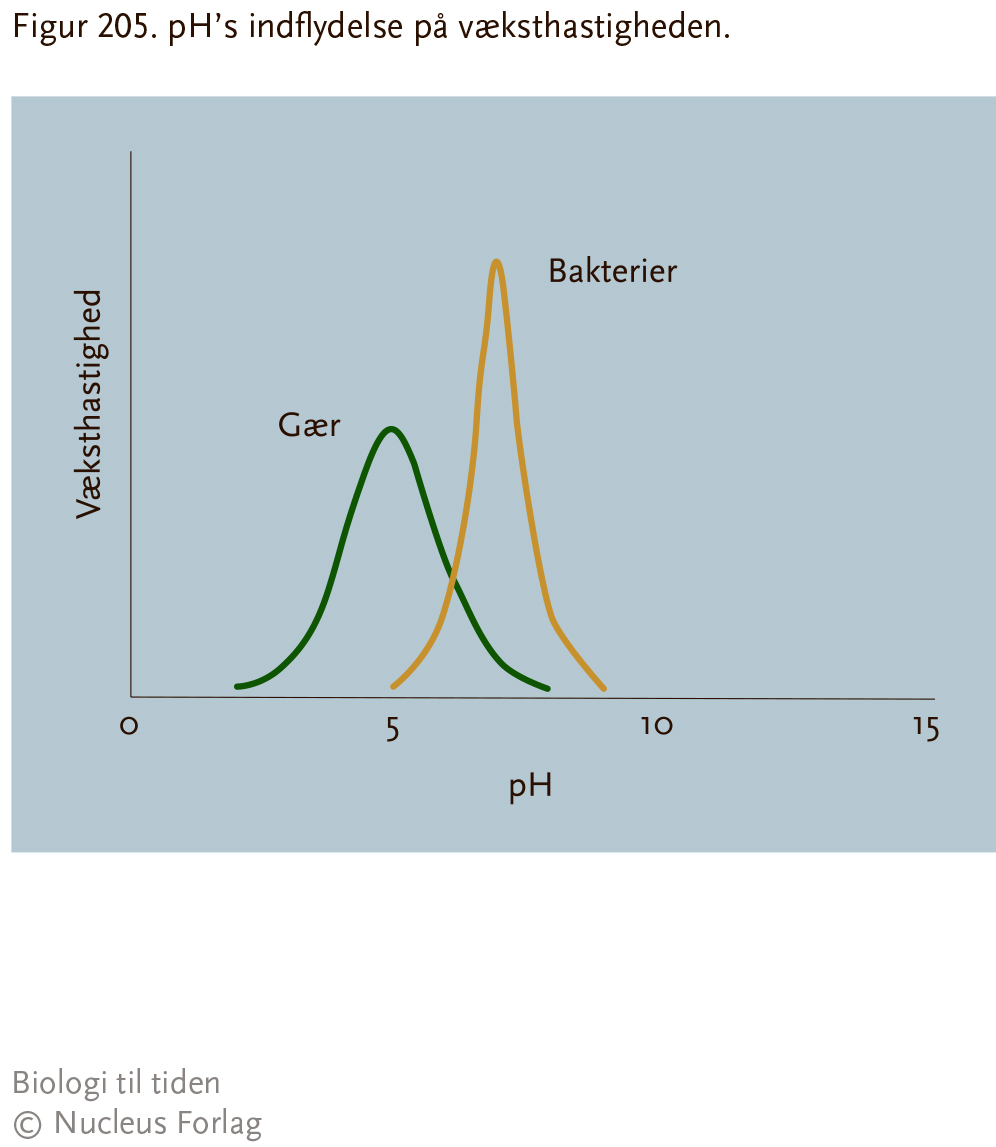 Figur 205. pH’s indflydelse på væksthastigheden.
Bakterier
Gær
Væksthastighed
0 5 10 15
pH
Biologi til tiden
© Nucleus Forlag